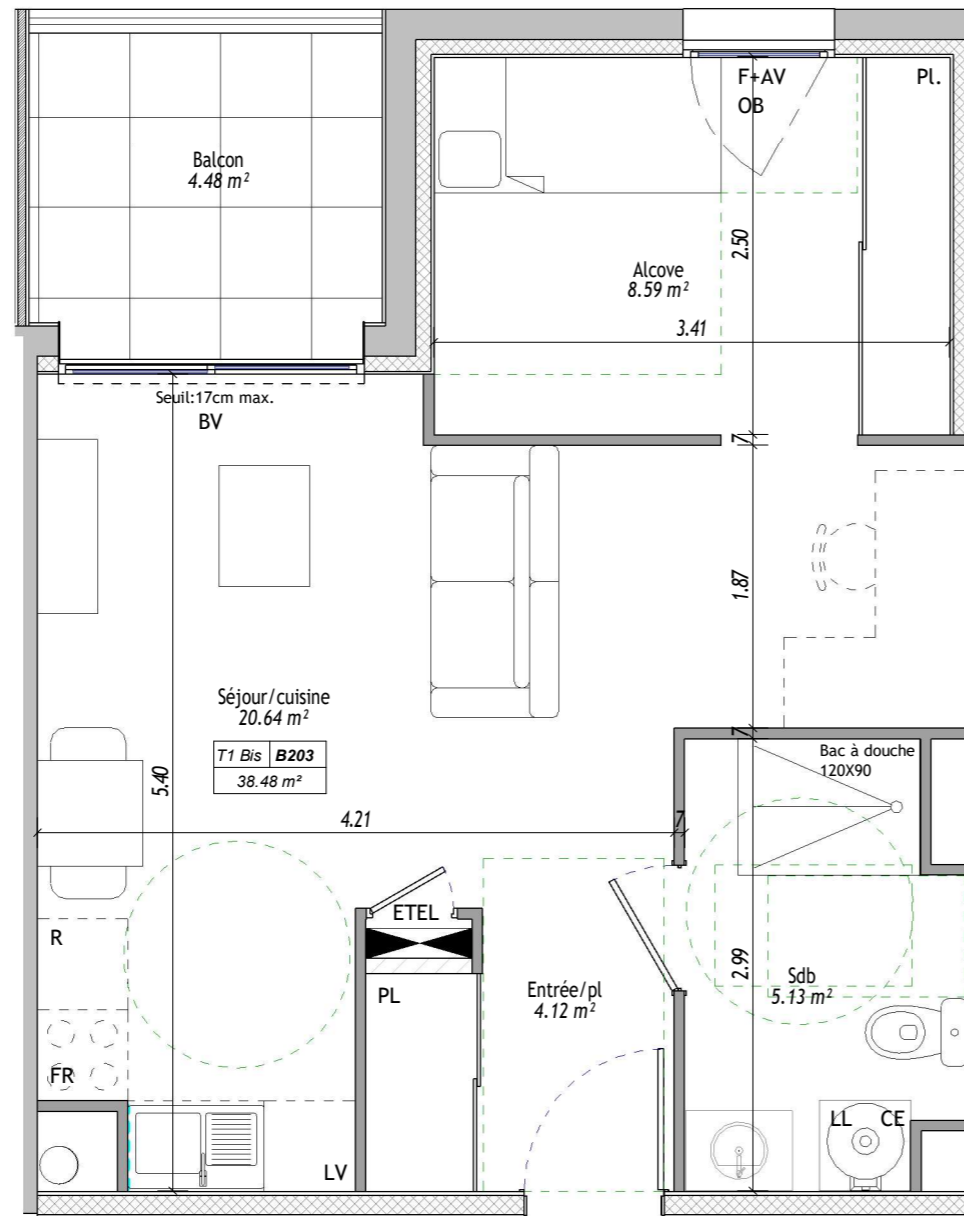 F+AV
OB
Pl.
Balcon
4.48 m²
2.50
Alcove
8.59 m²
3.41
Seuil:17cm max.
BV
7
1.87
Séjour/cuisine
20.64 m²
T1 Bis B203
38.48 m²
5.40
7
Bac à douche
120X90
4.21
7
ETEL
R
PL
Entrée/pl
4.12 m²
2.99
Sdb
5.13 m²
FR
LV
LL CE